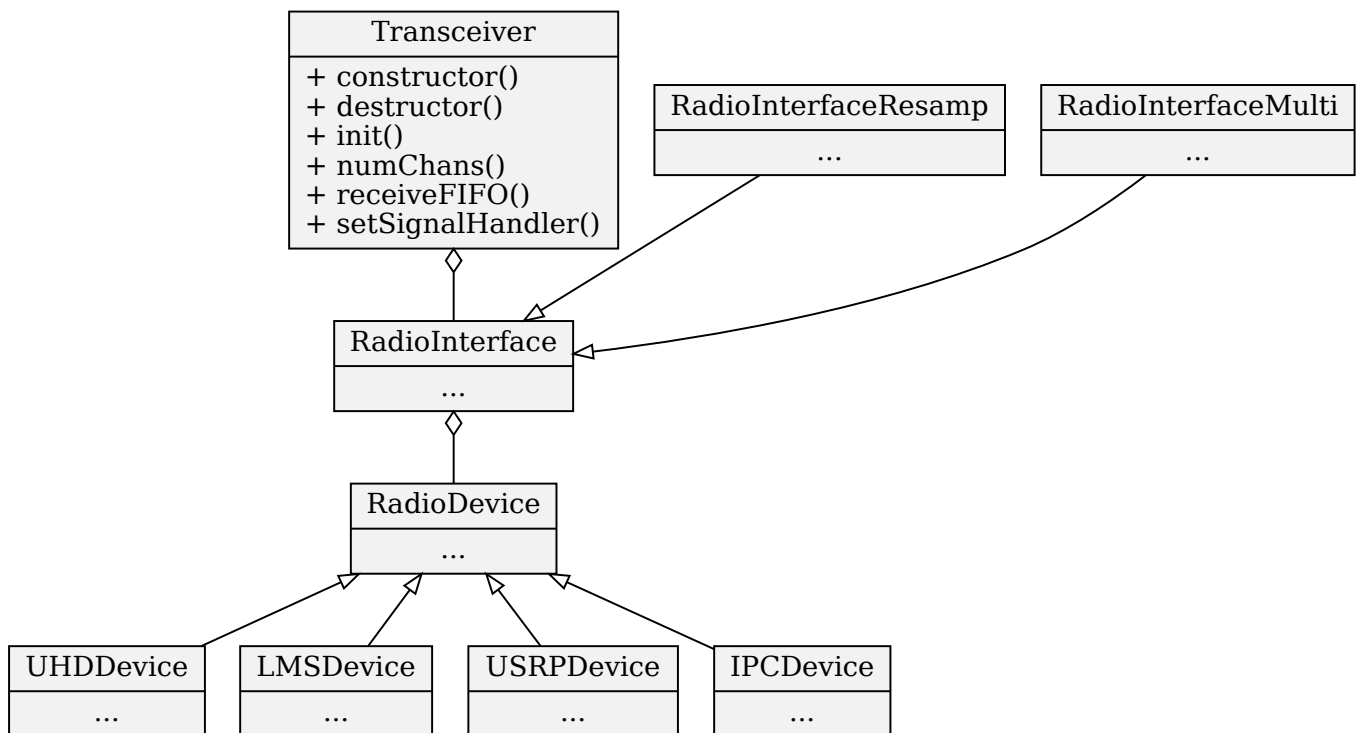 Transceiver
+ constructor()
+ destructor()
+ init()
+ numChans()
+ receiveFIFO()
+ setSignalHandler()
RadioInterfaceResamp
...
RadioInterfaceMulti
...
RadioInterface
...
RadioDevice
...
UHDDevice
...
LMSDevice
...
USRPDevice
...
IPCDevice
...